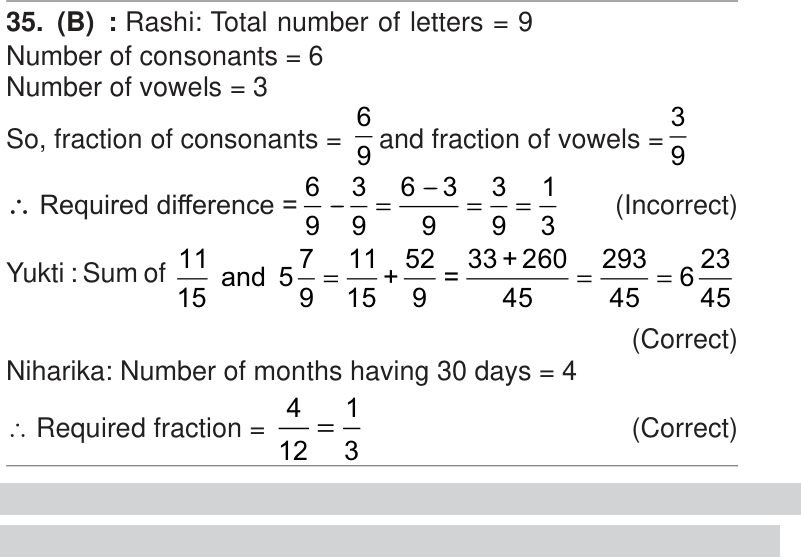 35. (B) : Rashi: Total number of letters = 9
Number of consonants = 6
Number of vowels = 3
So, fraction of consonants = 6/9 and fraction of vowels = 3/9
∴ Required difference = 6/9 − 3/9 = (6 − 3)/9 = 3/9 = 1/3 (Incorrect)
Yukti : Sum of 11/15 and 5 7/9 = 11/15 + 52/9 = (33 + 260)/45 = 293/45 = 6 23/45
(Correct)
Niharika: Number of months having 30 days = 4
∴ Required fraction = 4/12 = 1/3 (Correct)